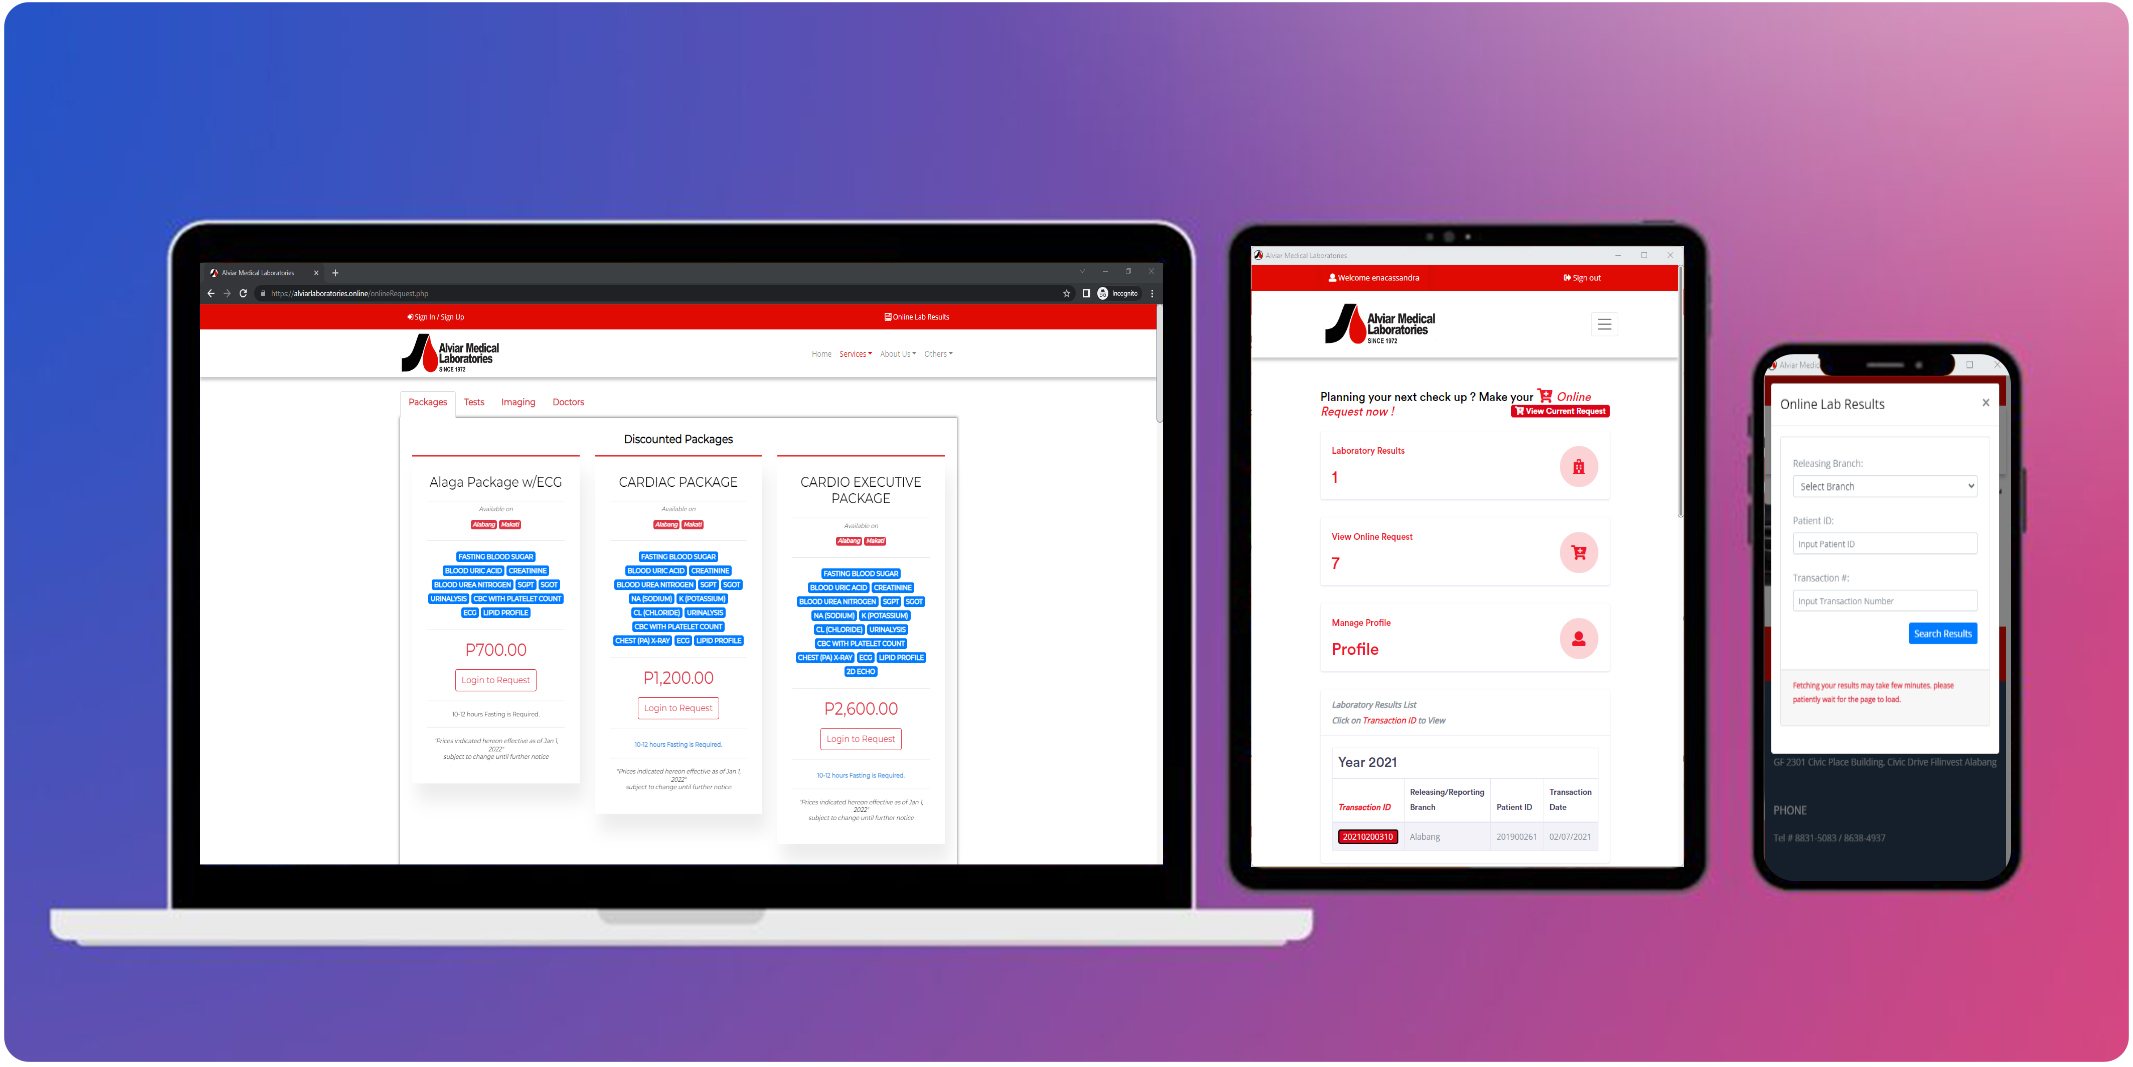 Alviar Medical Laboratories
https://alviarlaboratories.online/onlineRequest.php
Incognito
Sign In / Sign Up
Online Lab Results
Alviar Medical
Laboratories
SINCE 1972
Home Services About Us Others
Packages Tests Imaging Doctors
Discounted Packages
Alaga Package w/ECG
Available on
Alabang Makati
FASTING BLOOD SUGAR
BLOOD URIC ACID CREATININE
BLOOD UREA NITROGEN SGPT SGOT
URINALYSIS CBC WITH PLATELET COUNT
ECG LIPID PROFILE
P700.00
Login to Request
10-12 hours Fasting is Required.
"Prices indicated hereon effective as of Jan 1,
2022"
subject to change until further notice
CARDIAC PACKAGE
Available on
Alabang Makati
FASTING BLOOD SUGAR
BLOOD URIC ACID CREATININE
BLOOD UREA NITROGEN SGPT SGOT
NA (SODIUM) K (POTASSIUM)
CL (CHLORIDE) URINALYSIS
CBC WITH PLATELET COUNT
CHEST (PA) X-RAY ECG LIPID PROFILE
P1,200.00
Login to Request
10-12 hours Fasting is Required.
"Prices indicated hereon effective as of Jan 1,
2022"
subject to change until further notice
CARDIO EXECUTIVE
PACKAGE
Available on
Alabang Makati
FASTING BLOOD SUGAR
BLOOD URIC ACID CREATININE
BLOOD UREA NITROGEN SGPT SGOT
NA (SODIUM) K (POTASSIUM)
CL (CHLORIDE) URINALYSIS
CBC WITH PLATELET COUNT
CHEST (PA) X-RAY ECG LIPID PROFILE
2D ECHO
P2,600.00
Login to Request
10-12 hours Fasting is Required.
"Prices indicated hereon effective as of Jan 1,
2022"
subject to change until further notice
Alviar Medical Laboratories
Welcome enacassandra
Sign out
Alviar Medical
Laboratories
SINCE 1972
Planning your next check up ? Make your Online
Request now !
View Current Request
Laboratory Results
1
View Online Request
7
Manage Profile
Profile
Laboratory Results List
Click on Transaction ID to View
Year 2021
Transaction ID Releasing/Reporting Branch Patient ID Transaction Date
20210200310 Alabang 201900261 02/07/2021
Alviar Medic
Online Lab Results
x
Releasing Branch:
Select Branch
Patient ID:
Input Patient ID
Transaction #:
Input Transaction Number
Search Results
Fetching your results may take few minutes, please
patiently wait for the page to load.
GF 2301 Civic Place Building, Civic Drive Filinvest Alabang
PHONE
Tel # 8831-5083 / 8638-4937